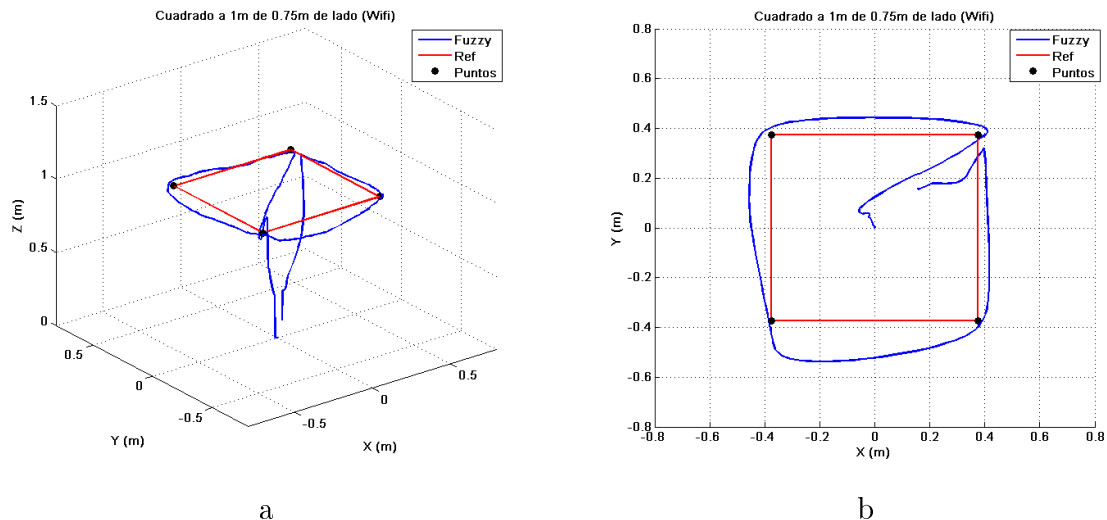 Cuadrado a 1m de 0.75m de lado (Wifi)
Fuzzy
Ref
Puntos
1.5
1
0.5
0
Z (m)
0.5
0
-0.5
Y (m)
-0.5
0
0.5
X (m)
a
Cuadrado a 1m de 0.75m de lado (Wifi)
Fuzzy
Ref
Puntos
0.8
0.6
0.4
0.2
0
-0.2
-0.4
-0.6
-0.8
Y (m)
-0.8
-0.6
-0.4
-0.2
0
0.2
0.4
0.6
0.8
X (m)
b